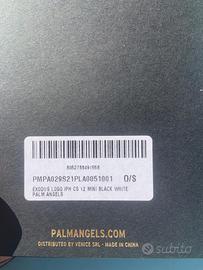 PMPA029S21PLA0051001 O/S
EXODUS LOGO IPH CS 12 MINI BLACK WHITE
PALM ANGELS
PALMANGELS.COM
DISTRIBUTED BY VENICE SRL - MADE IN CHINA
subito